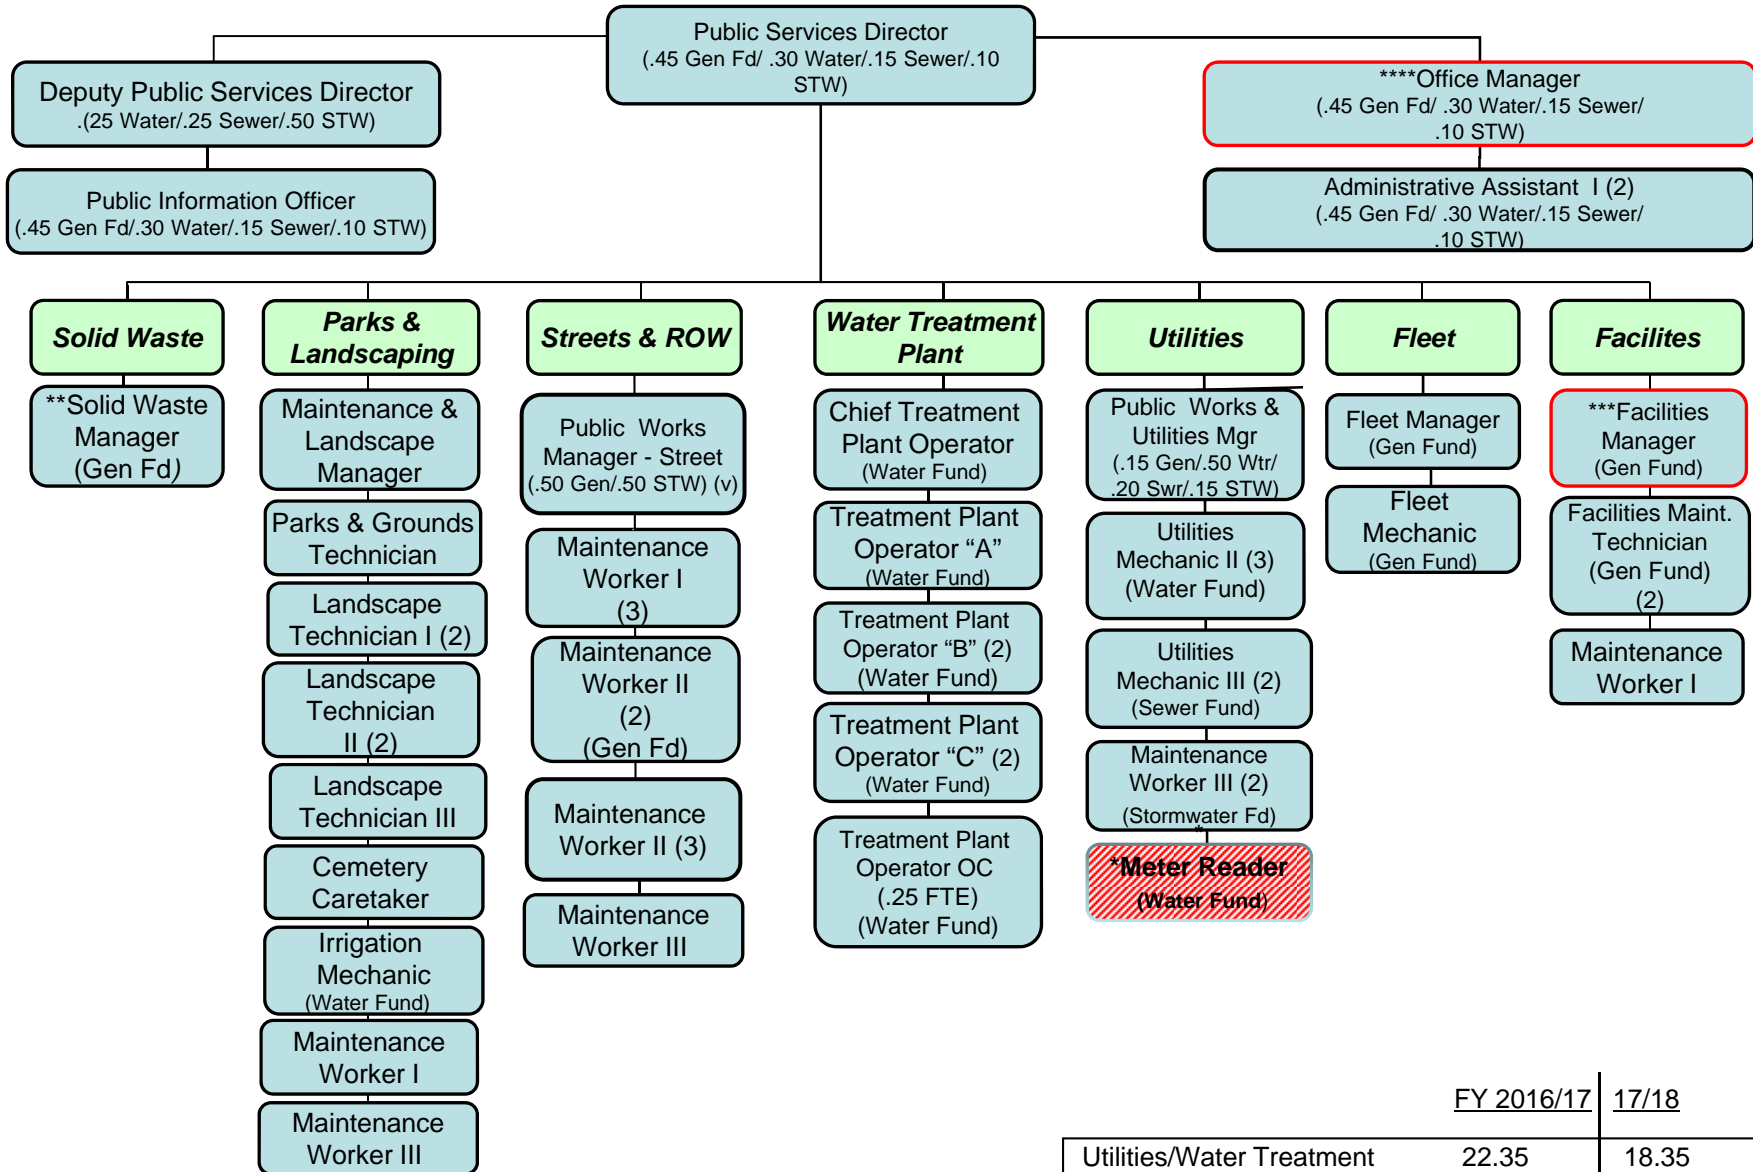 Public Services Director
(.45 Gen Fd/ .30 Water/.15 Sewer/.10
STW)
Deputy Public Services Director
.(25 Water/.25 Sewer/.50 STW)
Public Information Officer
(.45 Gen Fd/.30 Water/.15 Sewer/.10 STW)
****Office Manager
(.45 Gen Fd/ .30 Water/.15 Sewer/
.10 STW)
Administrative Assistant I (2)
(.45 Gen Fd/ .30 Water/.15 Sewer/
.10 STW)
Solid Waste
**Solid Waste
Manager
(Gen Fd)
Parks &
Landscaping
Maintenance &
Landscape
Manager
Parks & Grounds
Technician
Landscape
Technician I (2)
Landscape
Technician
II (2)
Landscape
Technician III
Cemetery
Caretaker
Irrigation
Mechanic
(Water Fund)
Maintenance
Worker I
Maintenance
Worker III
Streets & ROW
Public Works
Manager - Street
(.50 Gen/.50 STW) (v)
Maintenance
Worker I
(3)
Maintenance
Worker II
(2)
(Gen Fd)
Maintenance
Worker II (3)
Maintenance
Worker III
Water Treatment
Plant
Chief Treatment
Plant Operator
(Water Fund)
Treatment Plant
Operator “A”
(Water Fund)
Treatment Plant
Operator “B” (2)
(Water Fund)
Treatment Plant
Operator “C” (2)
(Water Fund)
Treatment Plant
Operator OC
(.25 FTE)
(Water Fund)
Utilities
Public Works &
Utilities Mgr
(.15 Gen/.50 Wtr/
.20 Swr/.15 STW)
Utilities
Mechanic II (3)
(Water Fund)
Utilities
Mechanic III (2)
(Sewer Fund)
Maintenance
Worker III (2)
(Stormwater Fd)
*
*Meter Reader
(Water Fund)
Fleet
Fleet Manager
(Gen Fund)
Fleet
Mechanic
(Gen Fund)
Facilites
***Facilities
Manager
(Gen Fund)
Facilities Maint.
Technician
(Gen Fund)
(2)
Maintenance
Worker I
FY 2016/17 17/18
Utilities/Water Treatment 22.35 18.35